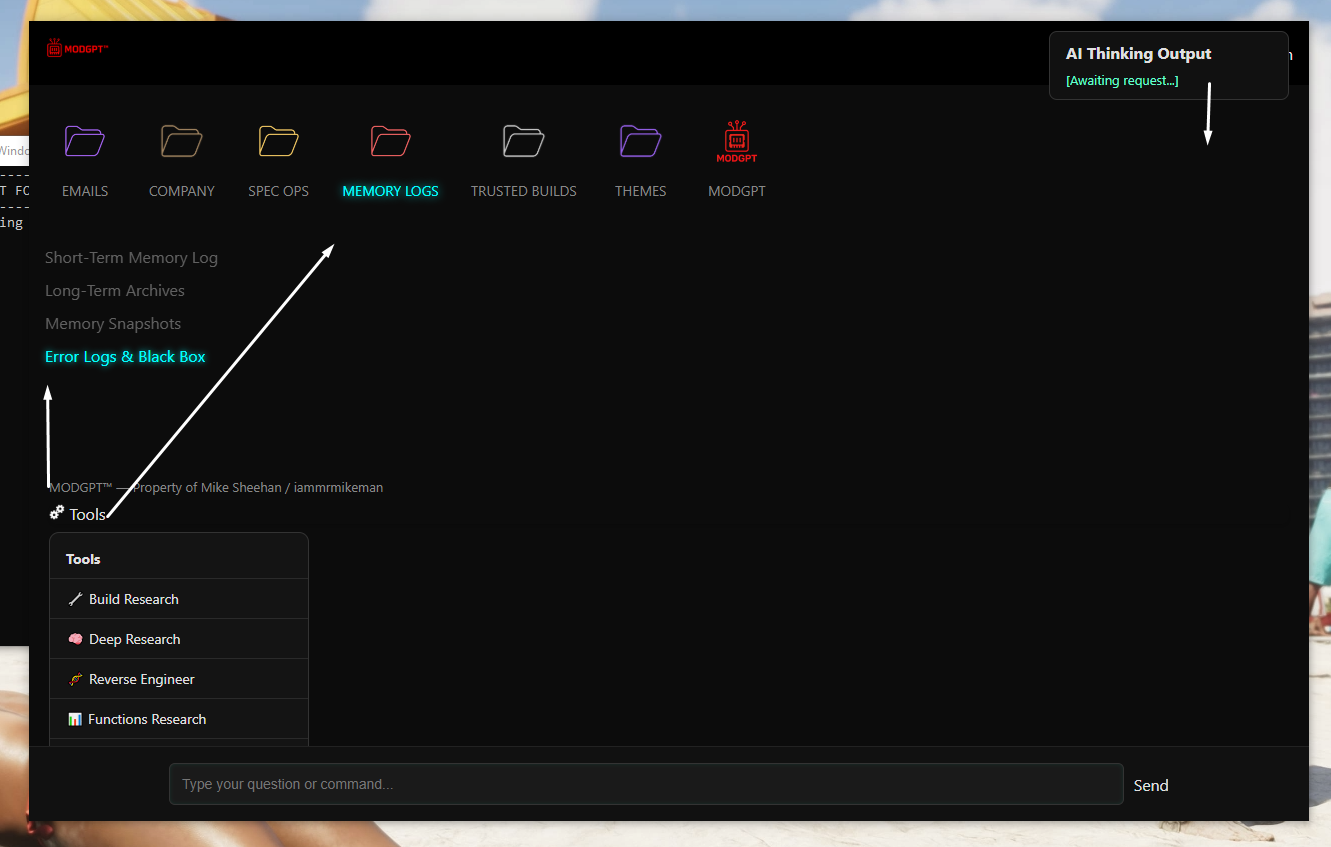 MODGPT™
AI Thinking Output
[Awaiting request...]
Windo
T FO
ing
MODGPT
EMAILS COMPANY SPEC OPS MEMORY LOGS TRUSTED BUILDS THEMES MODGPT
Short-Term Memory Log
Long-Term Archives
Memory Snapshots
Error Logs & Black Box
MODGPT™ — Property of Mike Sheehan / iammrmikeman
Tools
Tools
Build Research
Deep Research
Reverse Engineer
Functions Research
Type your question or command...
Send